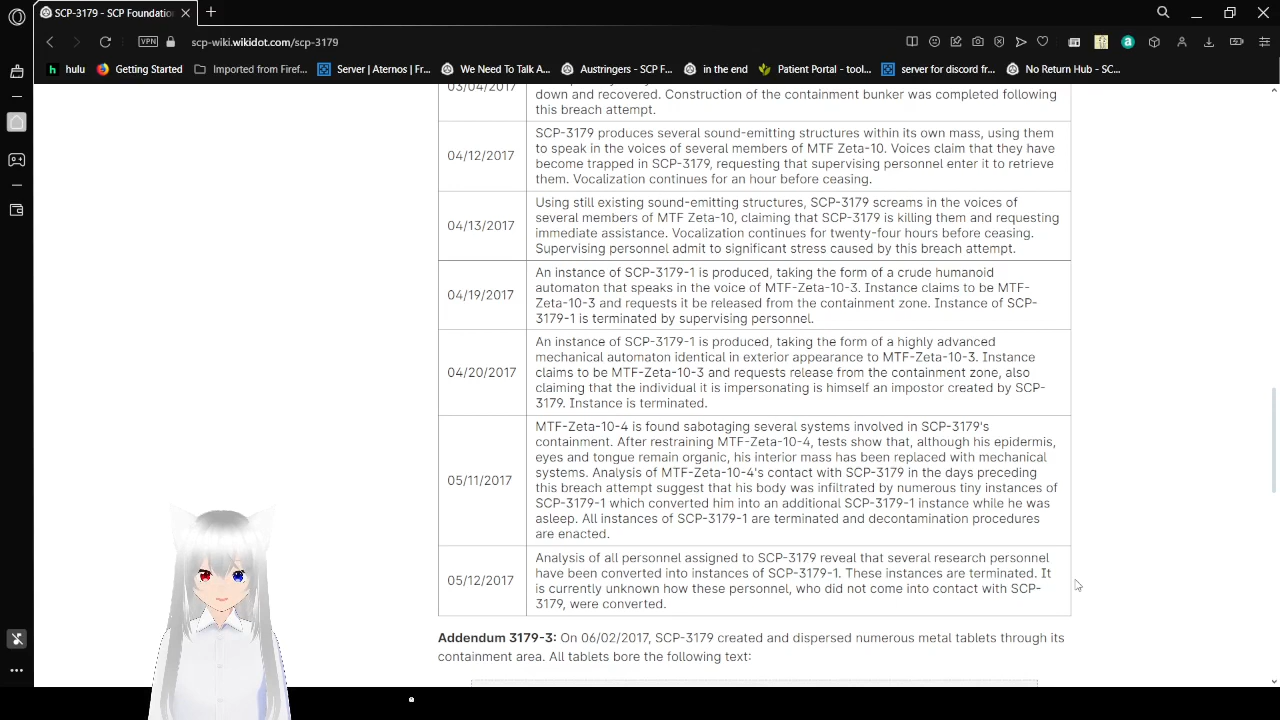 SCP-3179 - SCP Foundation
VPN
scp-wiki.wikidot.com/scp-3179
hulu
Getting Started
Imported from Firef...
Server | Aternos | Fr...
We Need To Talk A...
Austringers - SCP F...
in the end
Patient Portal - tool...
server for discord fr...
No Return Hub - SC...
03/04/2017
down and recovered. Construction of the containment bunker was completed following
this breach attempt.
04/12/2017
SCP-3179 produces several sound-emitting structures within its own mass, using them
to speak in the voices of several members of MTF Zeta-10. Voices claim that they have
become trapped in SCP-3179, requesting that supervising personnel enter it to retrieve
them. Vocalization continues for an hour before ceasing.
04/13/2017
Using still existing sound-emitting structures, SCP-3179 screams in the voices of
several members of MTF Zeta-10, claiming that SCP-3179 is killing them and requesting
immediate assistance. Vocalization continues for twenty-four hours before ceasing.
Supervising personnel admit to significant stress caused by this breach attempt.
04/19/2017
An instance of SCP-3179-1 is produced, taking the form of a crude humanoid
automaton that speaks in the voice of MTF-Zeta-10-3. Instance claims to be MTF-
Zeta-10-3 and requests it be released from the containment zone. Instance of SCP-
3179-1 is terminated by supervising personnel.
04/20/2017
An instance of SCP-3179-1 is produced, taking the form of a highly advanced
mechanical automaton identical in exterior appearance to MTF-Zeta-10-3. Instance
claims to be MTF-Zeta-10-3 and requests release from the containment zone, also
claiming that the individual it is impersonating is himself an impostor created by SCP-
3179. Instance is terminated.
05/11/2017
MTF-Zeta-10-4 is found sabotaging several systems involved in SCP-3179's
containment. After restraining MTF-Zeta-10-4, tests show that, although his epidermis,
eyes and tongue remain organic, his interior mass has been replaced with mechanical
systems. Analysis of MTF-Zeta-10-4's contact with SCP-3179 in the days preceding
this breach attempt suggest that his body was infiltrated by numerous tiny instances of
SCP-3179-1 which converted him into an additional SCP-3179-1 instance while he was
asleep. All instances of SCP-3179-1 are terminated and decontamination procedures
are enacted.
05/12/2017
Analysis of all personnel assigned to SCP-3179 reveal that several research personnel
have been converted into instances of SCP-3179-1. These instances are terminated. It
is currently unknown how these personnel, who did not come into contact with SCP-
3179, were converted.
Addendum 3179-3: On 06/02/2017, SCP-3179 created and dispersed numerous metal tablets through its
containment area. All tablets bore the following text: